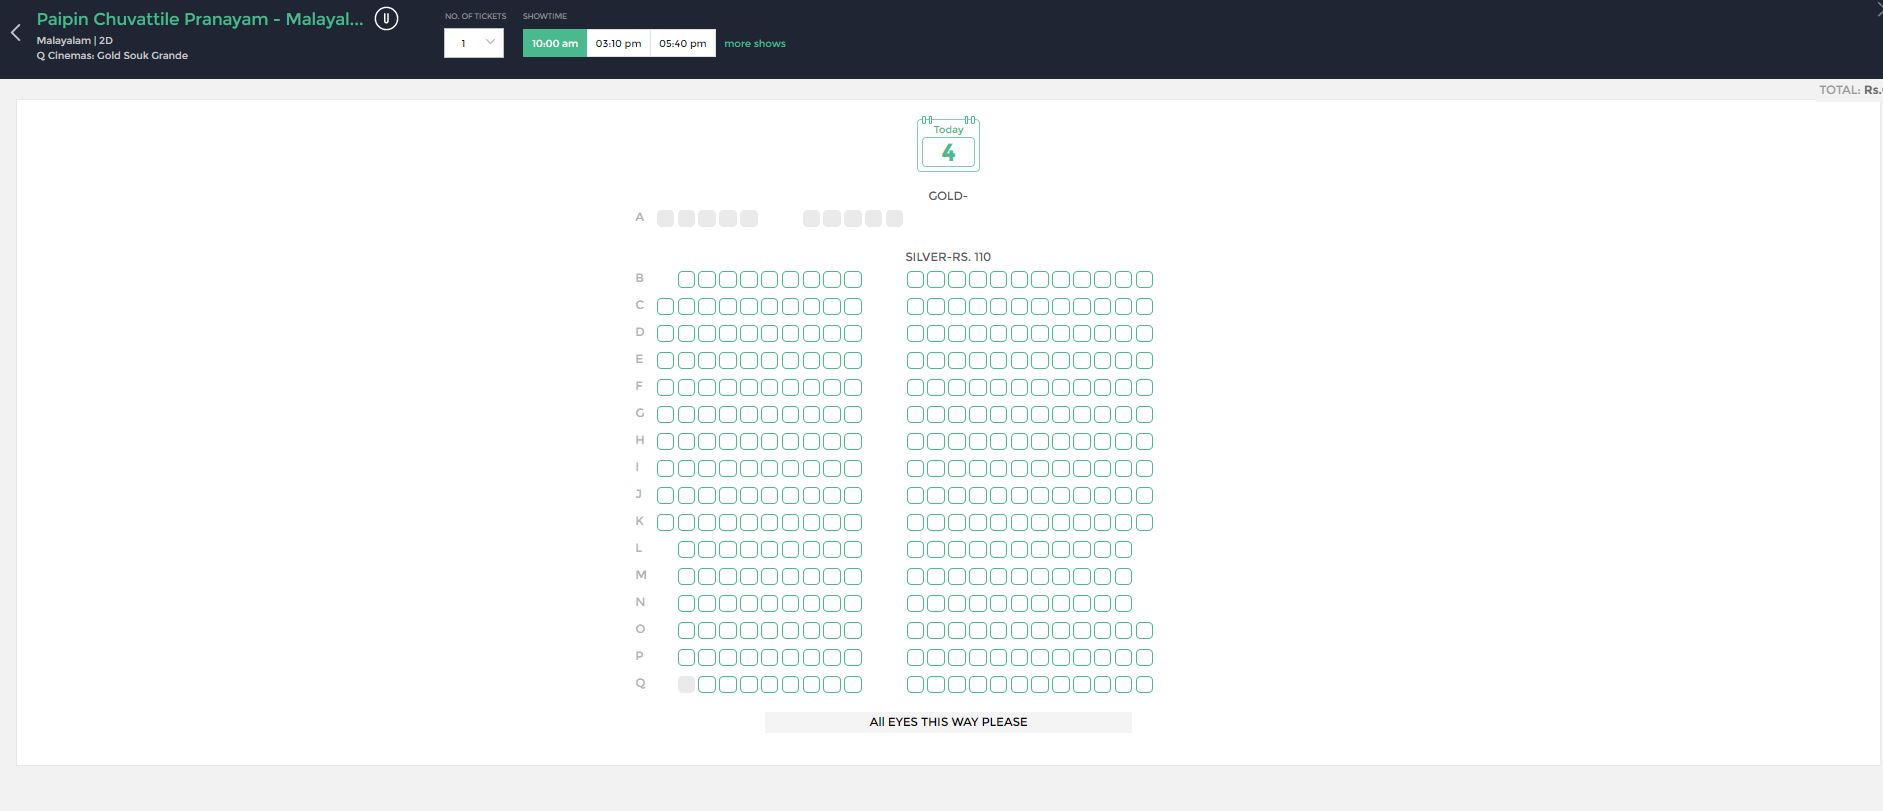 Paipin Chuvattile Pranayam - Malayal... U
Malayalam | 2D
Q Cinemas: Gold Souk Grande
NO. OF TICKETS SHOWTIME
1 10:00 am 03:10 pm 05:40 pm more shows
TOTAL: Rs.
Today
4
GOLD-
A
SILVER-RS. 110
B
C
D
E
F
G
H
I
J
K
L
M
N
O
P
Q
All EYES THIS WAY PLEASE